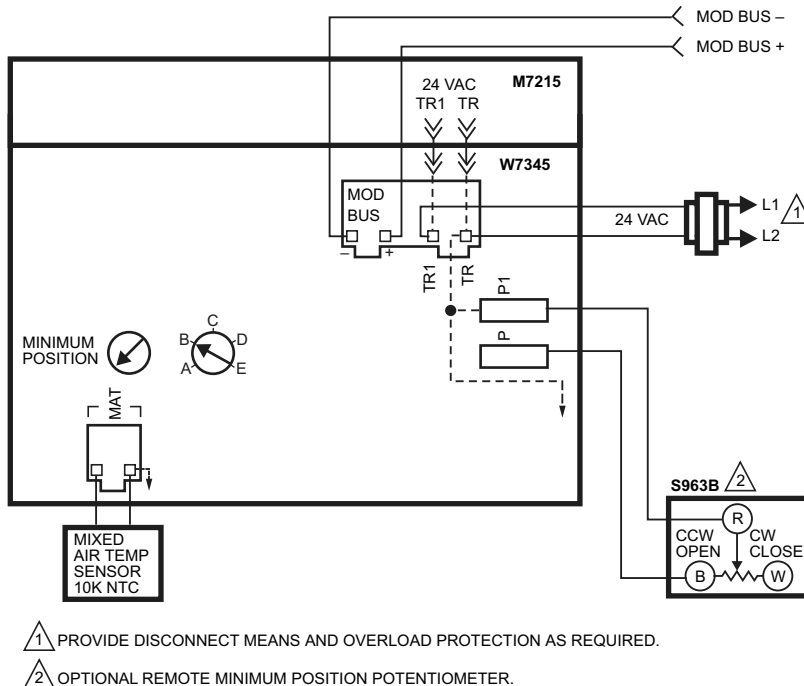 MOD BUS –
MOD BUS +
24 VAC
M7215
TR1 TR
W7345
MOD
BUS
– +
24 VAC
L1
1
L2
TR1
TR
P1
P
MINIMUM
POSITION
A
B
C
D
E
MAT
MIXED
AIR TEMP
SENSOR
10K NTC
S963B
2
R
CCW
OPEN
CW
CLOSE
B
W
1 PROVIDE DISCONNECT MEANS AND OVERLOAD PROTECTION AS REQUIRED.
2 OPTIONAL REMOTE MINIMUM POSITION POTENTIOMETER.